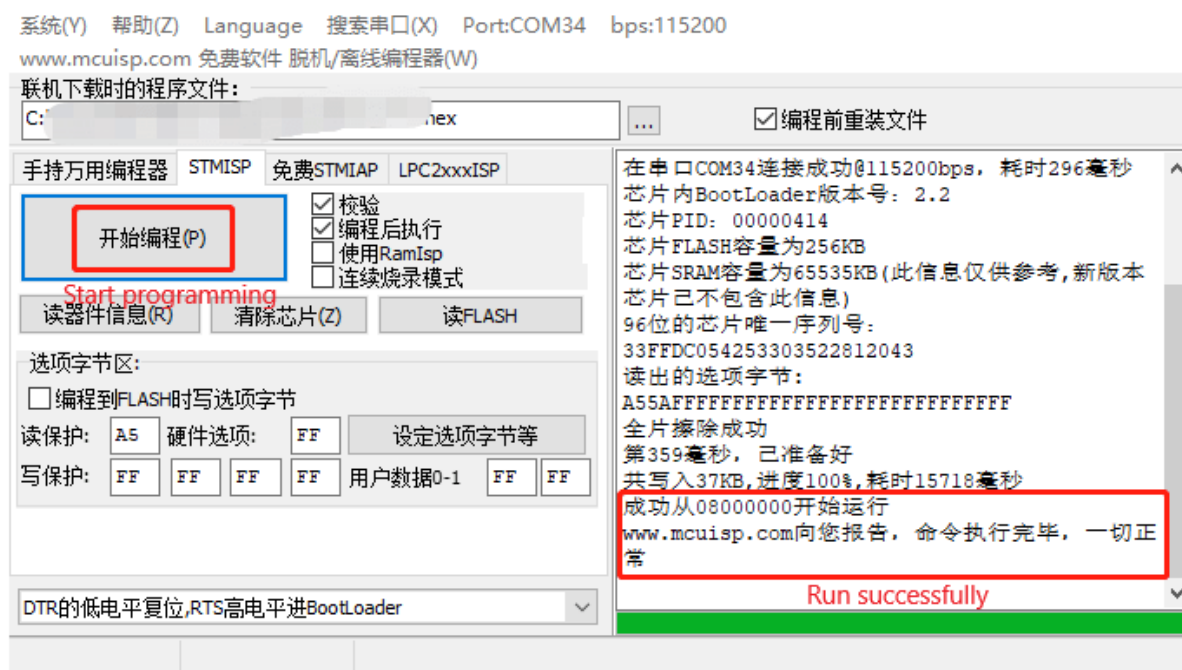 系统(Y) 帮助(Z) Language 搜索串口(X) Port:COM34 bps:115200
www.mcuisp.com 免费软件 脱机/离线编程器(W)
联机下载时的程序文件:
C: hex ... 编程前重装文件
手持万用编程器 STMISP 免费STMIAP LPC2xxxISP
开始编程(P)
Start programming
校验
编程后执行
使用RamIsp
连续烧录模式
读器件信息(R) 清除芯片(Z) 读FLASH
选项字节区:
编程到FLASH时写选项字节
读保护: A5 硬件选项: FF 设定选项字节等
写保护: FF FF FF FF 用户数据0-1 FF FF
DTR的低电平复位,RTS高电平进BootLoader
在串口COM34连接成功@115200bps, 耗时296毫秒
芯片内BootLoader版本号: 2.2
芯片PID: 00000414
芯片FLASH容量为256KB
芯片SRAM容量为65535KB(此信息仅供参考,新版本
芯片已不包含此信息)
96位的芯片唯一序列号:
33FFDC054253303522812043
读出的选项字节:
A55AFFFFFFFFFFFFFFFFFFFFFFFFFFFF
全片擦除成功
第359毫秒, 已准备好
共写入37KB,进度100%,耗时15718毫秒
成功从08000000开始运行
www.mcuisp.com向您报告, 命令执行完毕, 一切正
常
Run successfully